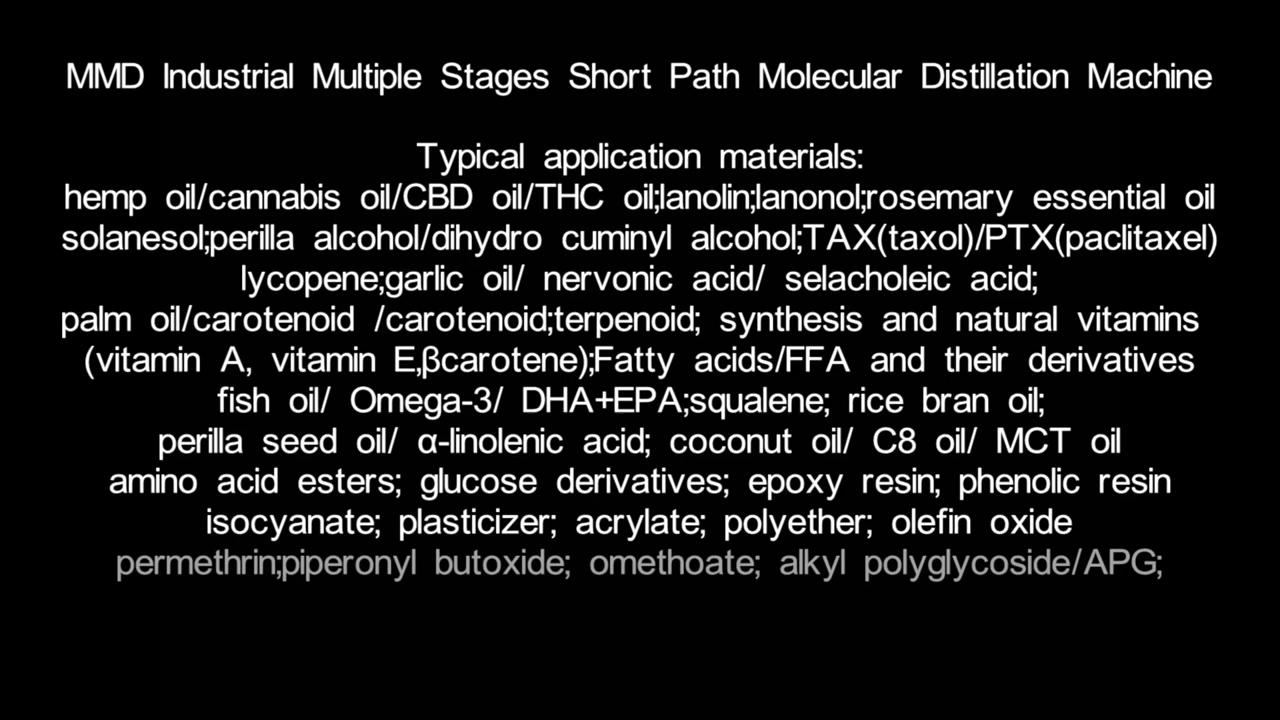 MMD Industrial Multiple Stages Short Path Molecular Distillation Machine
Typical application materials:
hemp oil/cannabis oil/CBD oil/THC oil;lanolin;lanonol;rosemary essential oil
solanesol;perilla alcohol/dihydro cuminyl alcohol;TAX(taxol)/PTX(paclitaxel)
lycopene;garlic oil/ nervonic acid/ selacholeic acid;
palm oil/carotenoid /carotenoid;terpenoid; synthesis and natural vitamins
(vitamin A, vitamin E,βcarotene);Fatty acids/FFA and their derivatives
fish oil/ Omega-3/ DHA+EPA;squalene; rice bran oil;
perilla seed oil/ α-linolenic acid; coconut oil/ C8 oil/ MCT oil
amino acid esters; glucose derivatives; epoxy resin; phenolic resin
isocyanate; plasticizer; acrylate; polyether; olefin oxide
permethrin;piperonyl butoxide; omethoate; alkyl polyglycoside/APG;